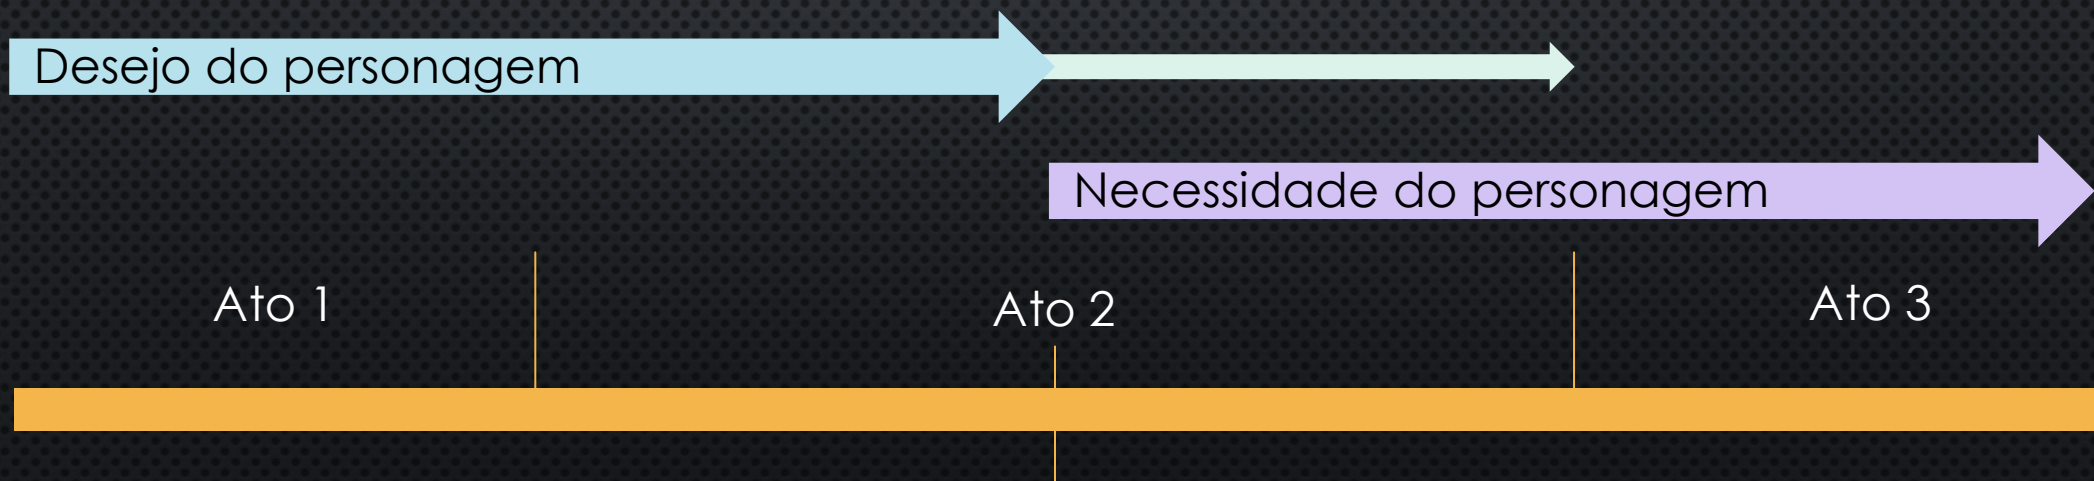 Desejo do personagem
Necessidade do personagem
Ato 1
Ato 2
Ato 3